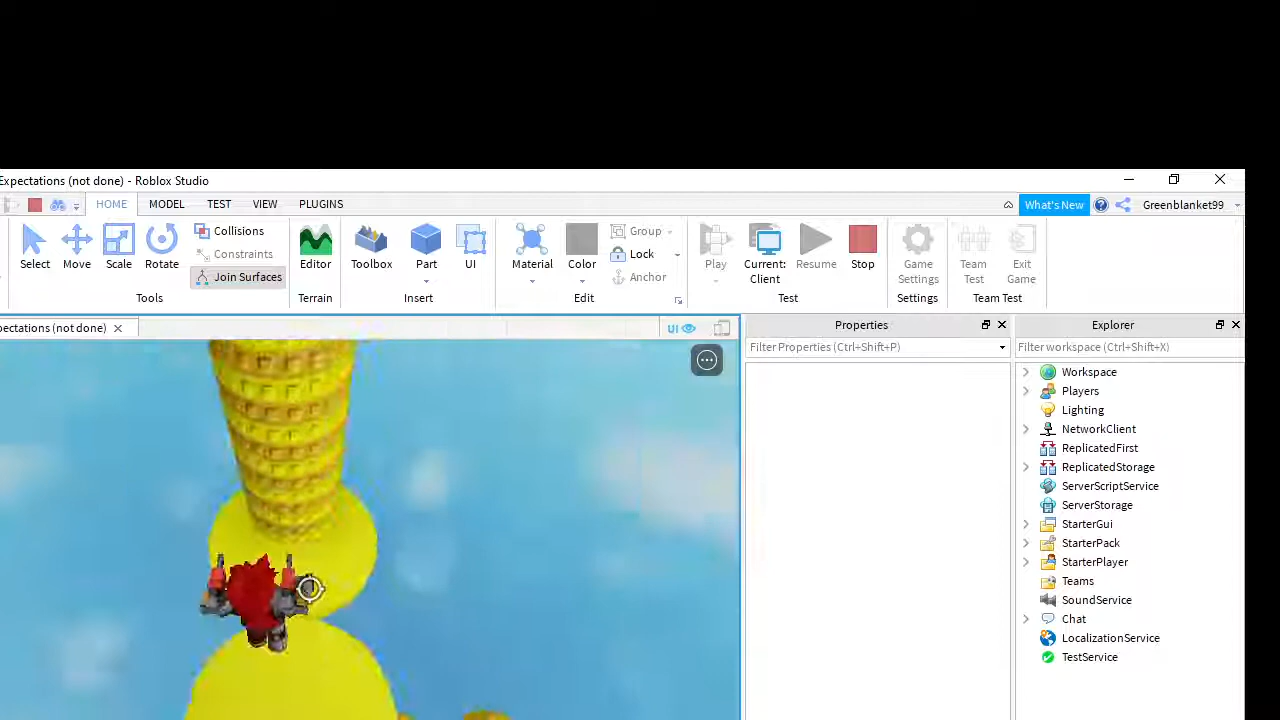 Expectations (not done) - Roblox Studio
HOME MODEL TEST VIEW PLUGINS What's New Greenblanket99
Select Move Scale Rotate Collisions Constraints Join Surfaces Editor Toolbox Part UI Material Color Group Lock Anchor Play Current: Client Resume Stop Game Settings Team Test Exit Game
Tools Terrain Insert Edit Test Settings Team Test
pectations (not done) UI Properties Explorer
Filter Properties (Ctrl+Shift+P) Filter workspace (Ctrl+Shift+X)
Workspace
Players
Lighting
NetworkClient
ReplicatedFirst
ReplicatedStorage
ServerScriptService
ServerStorage
StarterGui
StarterPack
StarterPlayer
Teams
SoundService
Chat
LocalizationService
TestService